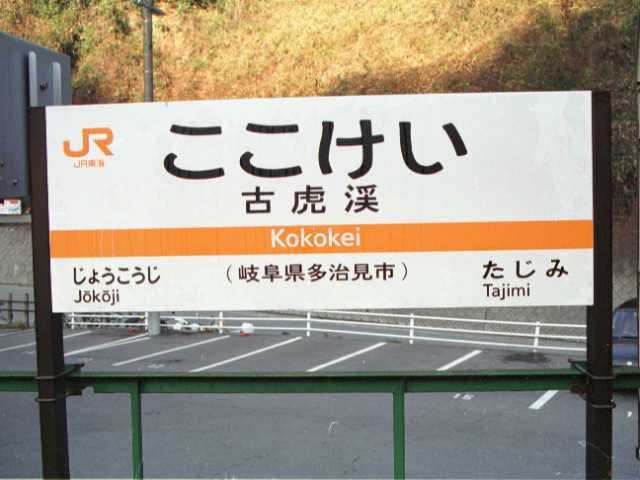 JR
JR東海
ここけい
古虎渓
Kokokei
じょうこうじ
Jōkōji
（岐阜県多治見市）
たじみ
Tajimi